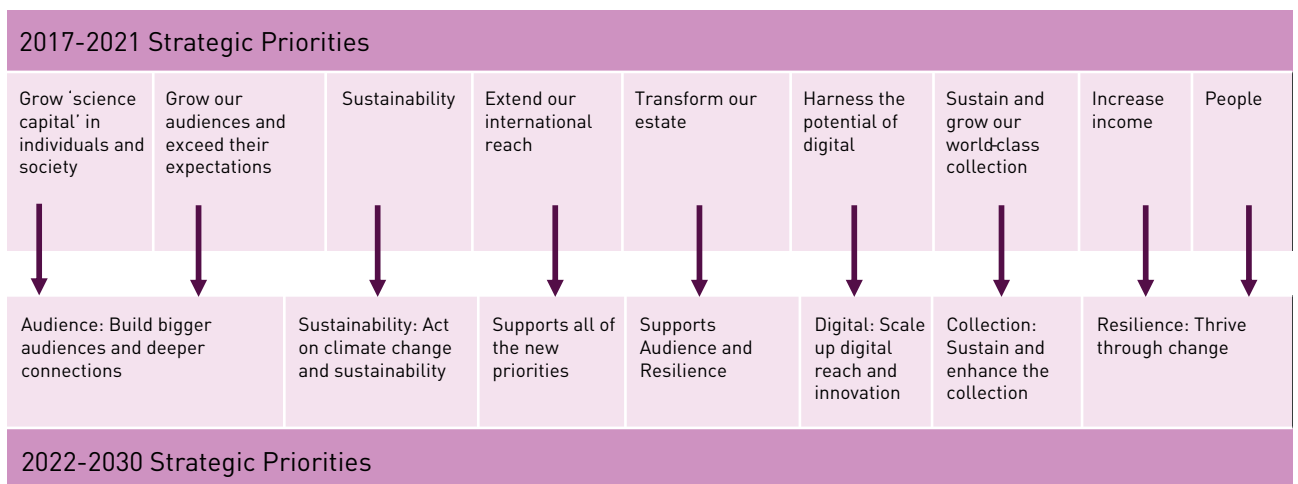 2017-2021 Strategic Priorities
Grow 'science
capital' in
individuals and
society
Grow our
audiences and
exceed their
expectations
Sustainability
Extend our
international
reach
Transform our
estate
Harness the
potential of
digital
Sustain and
grow our
world-class
collection
Increase
income
People
Audience: Build bigger
audiences and deeper
connections
Sustainability: Act
on climate change
and sustainability
Supports all of
the new
priorities
Supports
Audience and
Resilience
Digital: Scale
up digital
reach and
innovation
Collection:
Sustain and
enhance the
collection
Resilience: Thrive
through change
2022-2030 Strategic Priorities